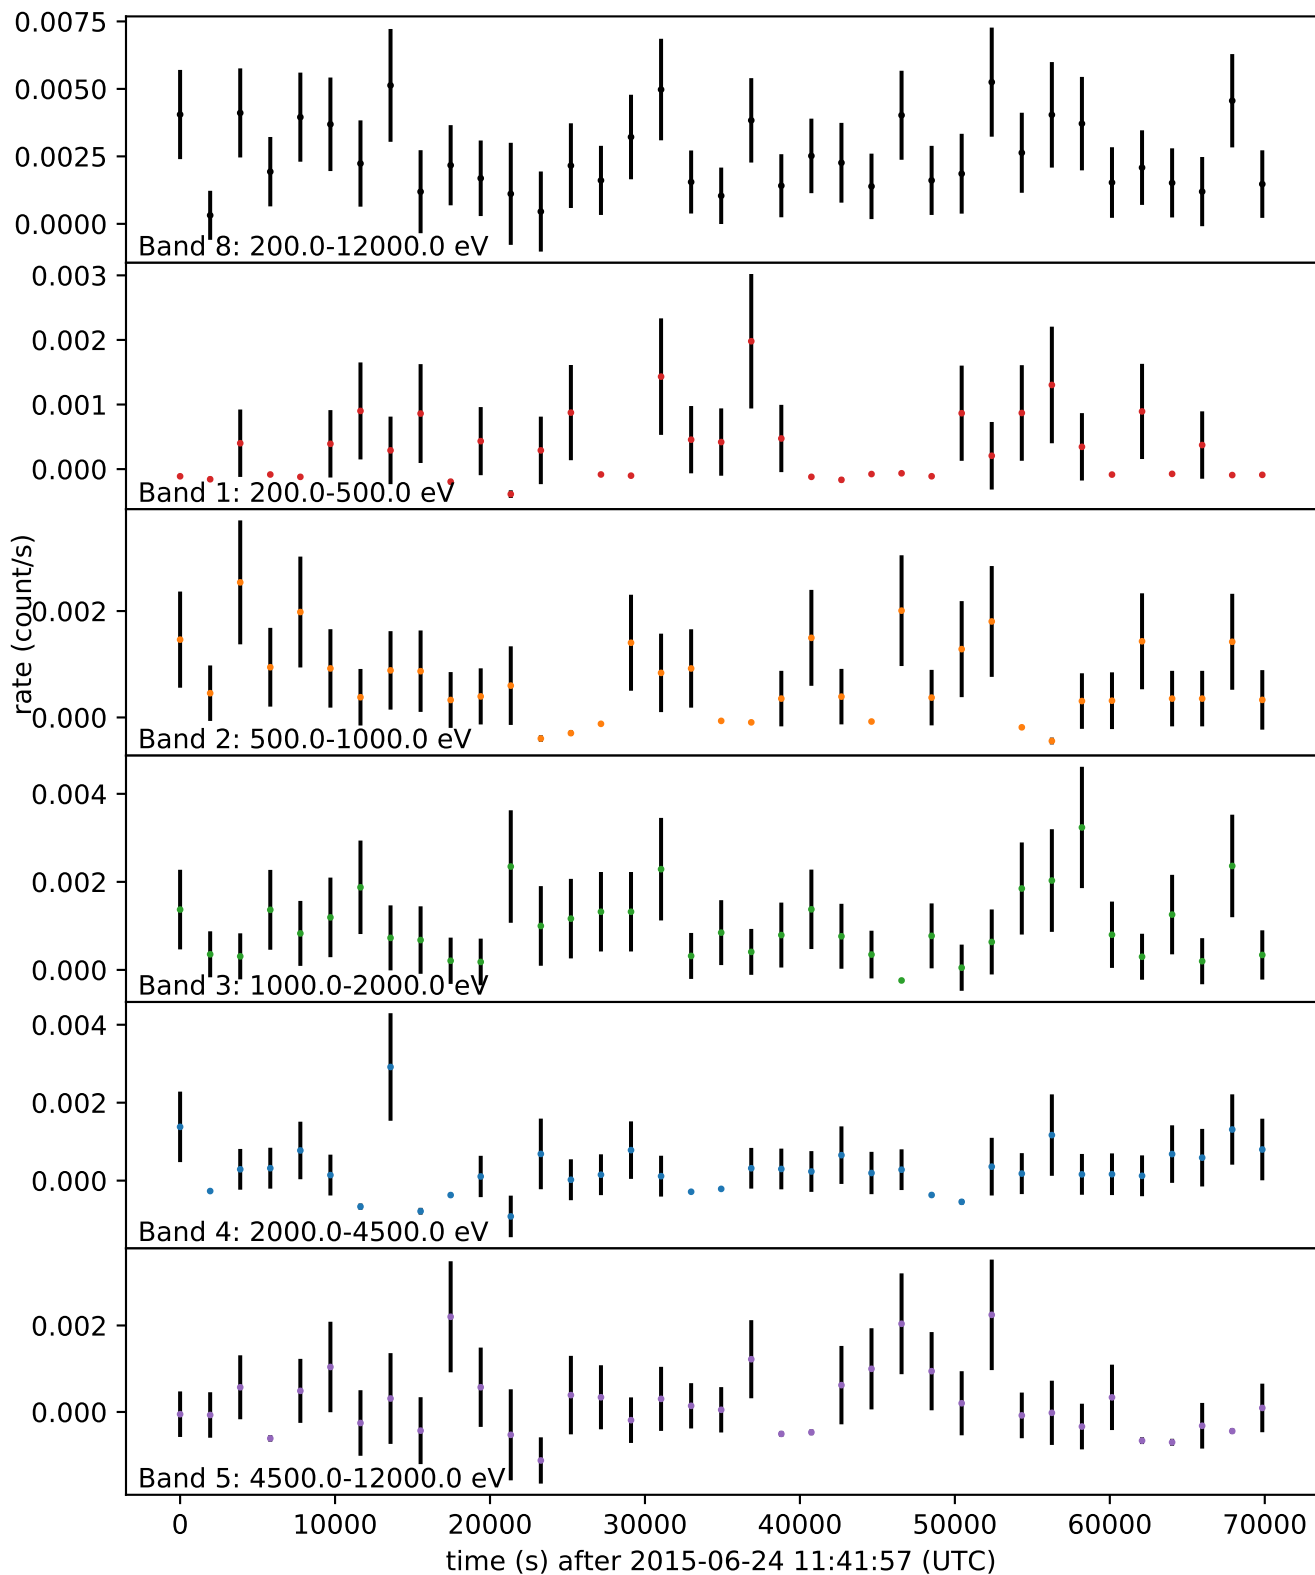 0.0075
0.0050
0.0025
0.0000
Band 8: 200.0-12000.0 eV
0.003
0.002
0.001
0.000
Band 1: 200.0-500.0 eV
rate (count/s)
0.002
0.000
Band 2: 500.0-1000.0 eV
0.004
0.002
0.000
Band 3: 1000.0-2000.0 eV
0.004
0.002
0.000
Band 4: 2000.0-4500.0 eV
0.002
0.000
Band 5: 4500.0-12000.0 eV
0 10000 20000 30000 40000 50000 60000 70000
time (s) after 2015-06-24 11:41:57 (UTC)